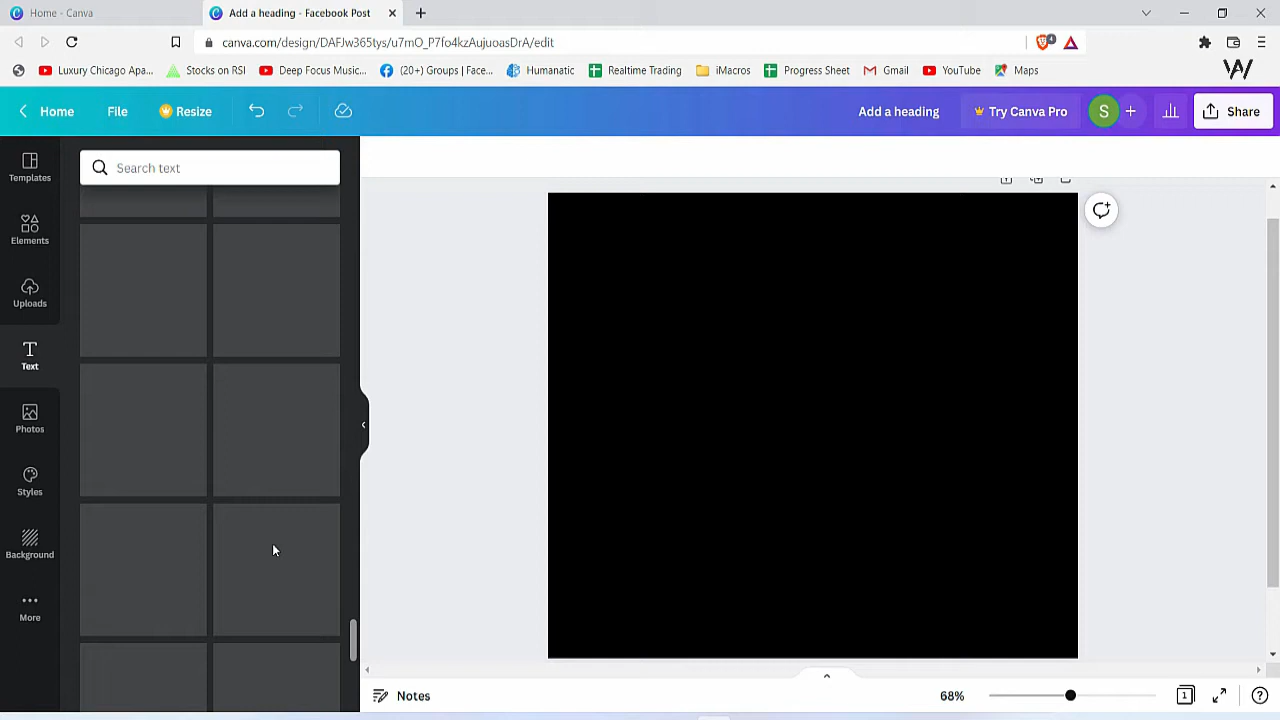 Home - Canva
Add a heading - Facebook Post
canva.com/design/DAFJw365tys/u7mO_P7fo4kzAujuoasDrA/edit
4
Luxury Chicago Apa...
Stocks on RSI
Deep Focus Music...
(20+) Groups | Face...
Humanatic
Realtime Trading
iMacros
Progress Sheet
Gmail
YouTube
Maps
Home
File
Resize
Add a heading
Try Canva Pro
S
Share
Templates
Elements
Uploads
Text
Photos
Styles
Background
More
Search text
Notes
68%
1